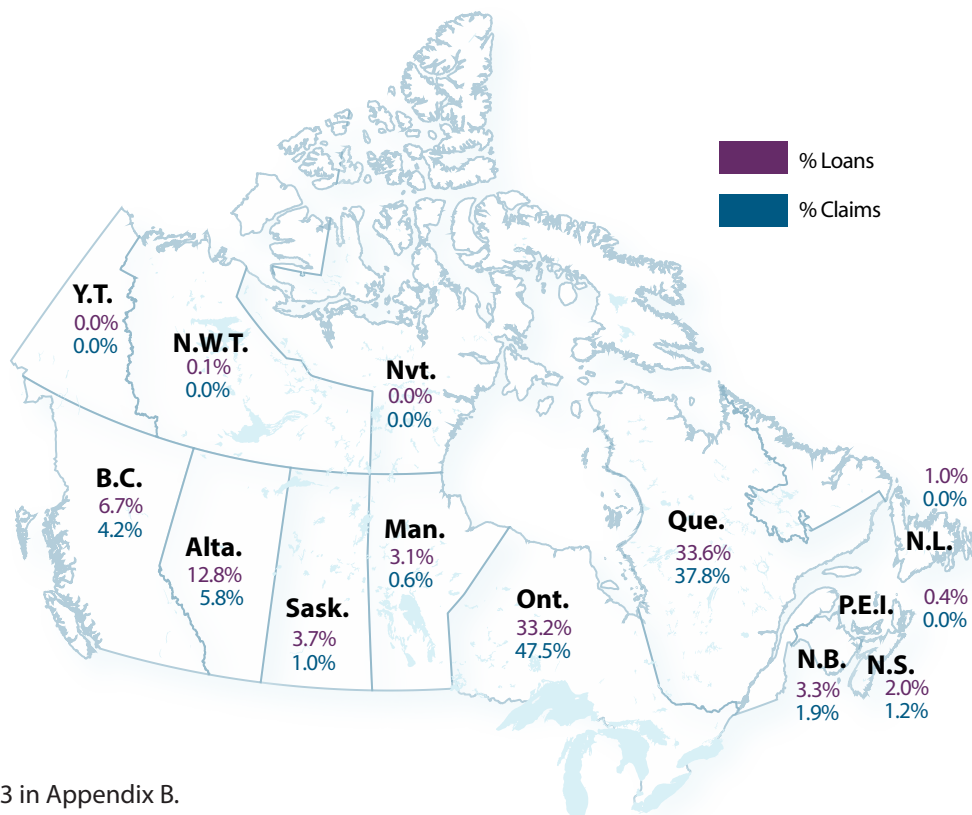 % Loans
% Claims
Y.T.
0.0%
0.0%
N.W.T.
0.1%
0.0%
Nvt.
0.0%
0.0%
B.C.
6.7%
4.2%
Alta.
12.8%
5.8%
Sask.
3.7%
1.0%
Man.
3.1%
0.6%
Ont.
33.2%
47.5%
Que.
33.6%
37.8%
1.0%
0.0%
N.L.
P.E.I.
0.4%
0.0%
N.B.
3.3%
1.9%
N.S.
2.0%
1.2%
3 in Appendix B.